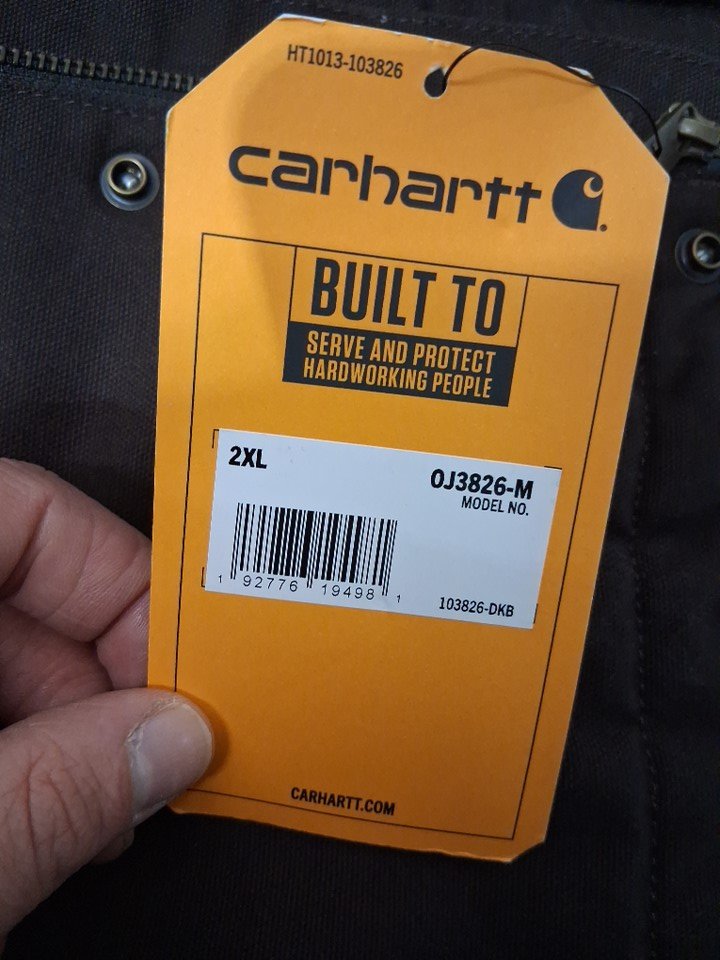 HT1013-103826
carhartt
BUILT TO
SERVE AND PROTECT
HARDWORKING PEOPLE
2XL
OJ3826-M
MODEL NO.
1 92776 19498 1
103826-DKB
CARHARTT.COM